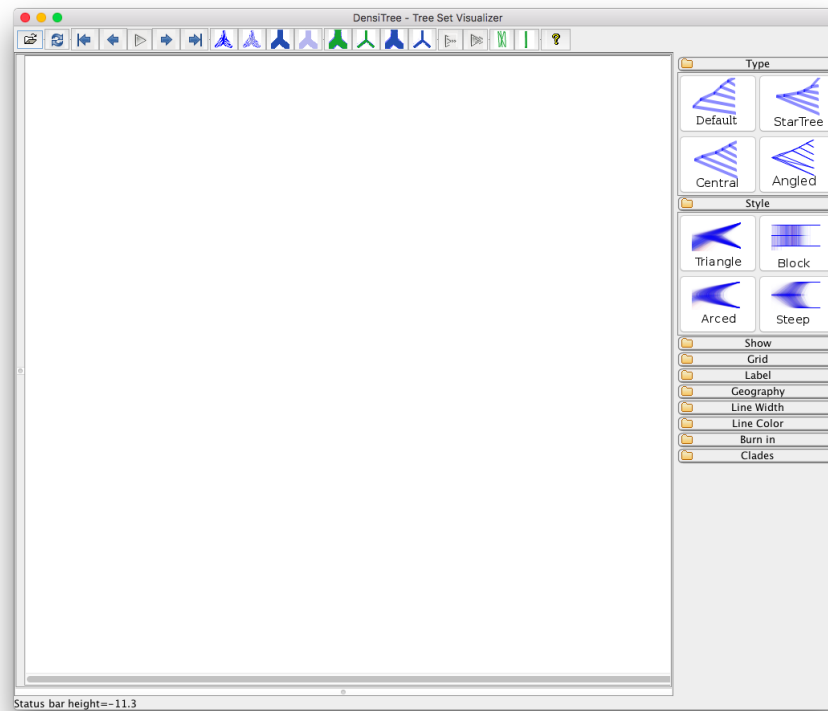 DensiTree - Tree Set Visualizer
?
Type
Default StarTree
Central Angled
Style
Triangle Block
Arced Steep
Show
Grid
Label
Geography
Line Width
Line Color
Burn in
Clades
Status bar height=-11.3